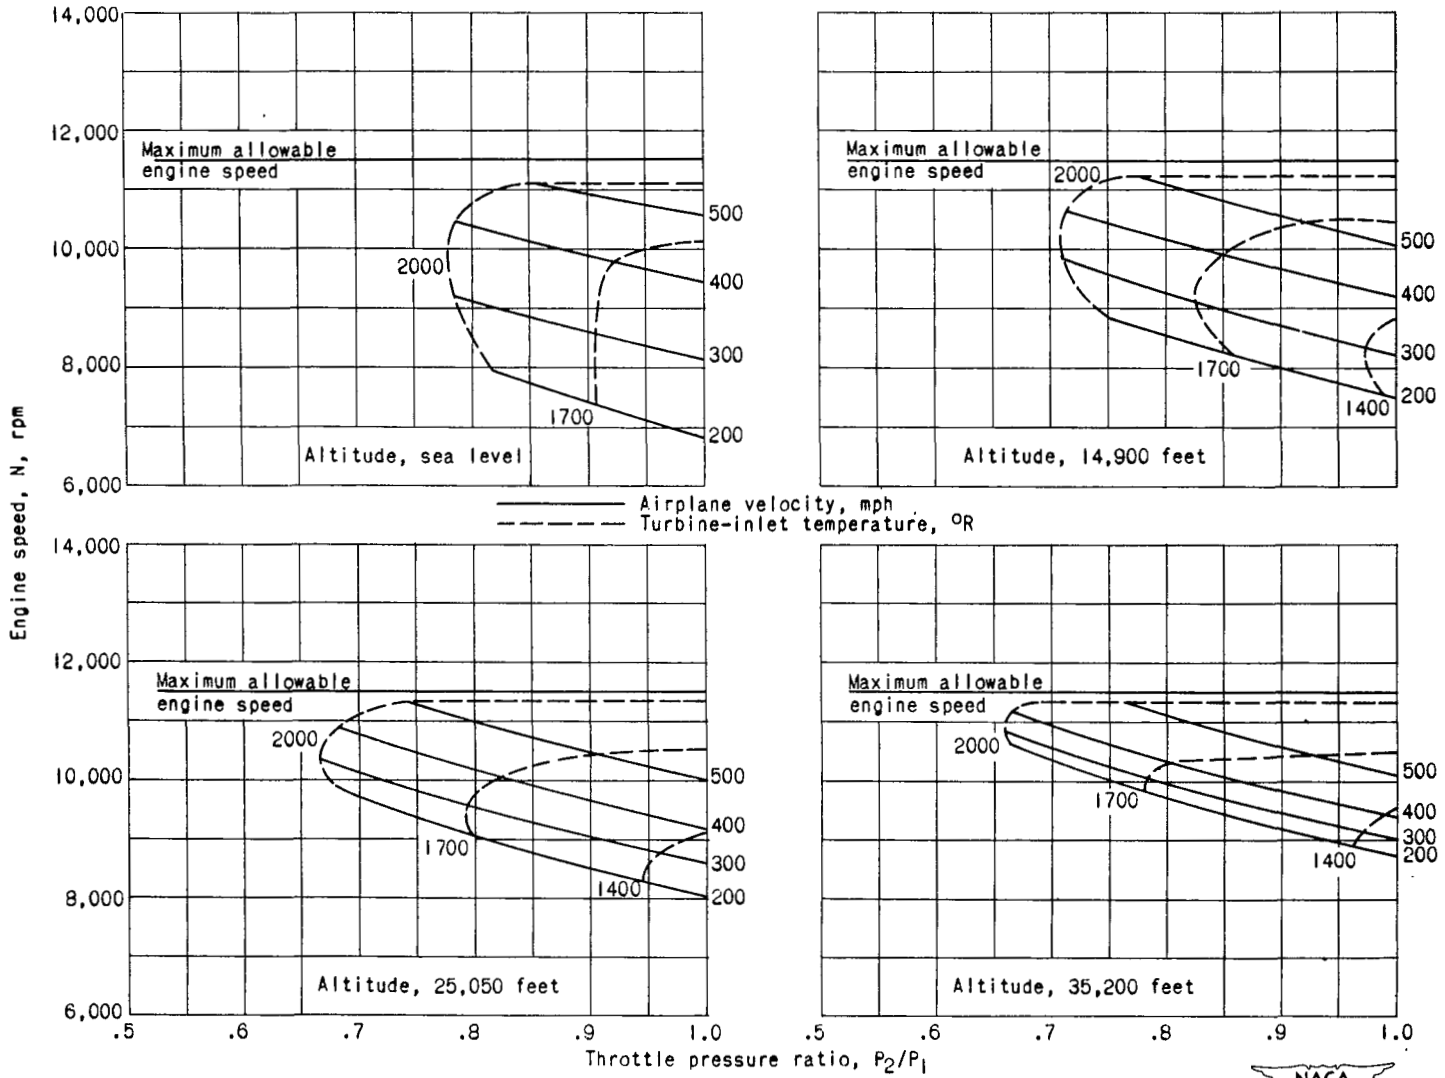 14,000
12,000
10,000
8,000
6,000
Maximum allowable
engine speed
2000
1700
500
400
300
200
Altitude, sea level
Maximum allowable
engine speed
2000
1700
1400
500
400
300
200
Altitude, 14,900 feet
Airplane velocity, mph
Turbine-inlet temperature, °R
Engine speed, N, rpm
14,000
12,000
10,000
8,000
6,000
Maximum allowable
engine speed
2000
1700
1400
500
400
300
200
Altitude, 25,050 feet
.5 .6 .7 .8 .9 1.0
Maximum allowable
engine speed
2000
1700
1400
500
400
300
200
Altitude, 35,200 feet
.5 .6 .7 .8 .9 1.0
Throttle pressure ratio, P₂/P₁
NACA